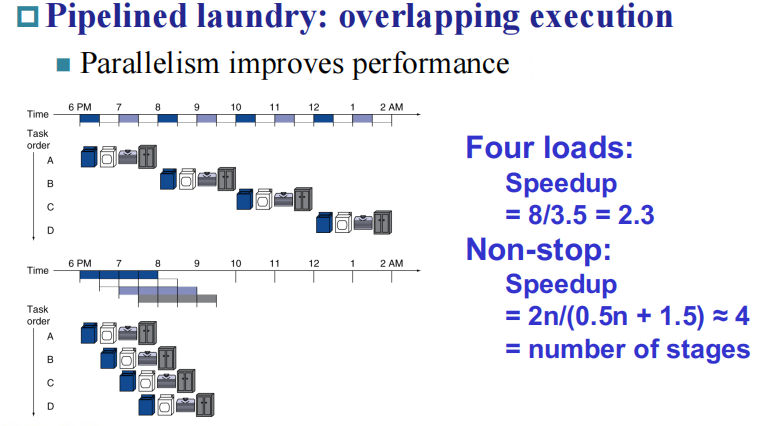 Pipelined laundry: overlapping execution
Parallelism improves performance
Time 6 PM 7 8 9 10 11 12 1 2 AM
Task
order
A
B
C
D
Time 6 PM 7 8 9 10 11 12 1 2 AM
Task
order
A
B
C
D
Four loads:
Speedup
= 8/3.5 = 2.3
Non-stop:
Speedup
= 2n/(0.5n + 1.5) ≈ 4
= number of stages